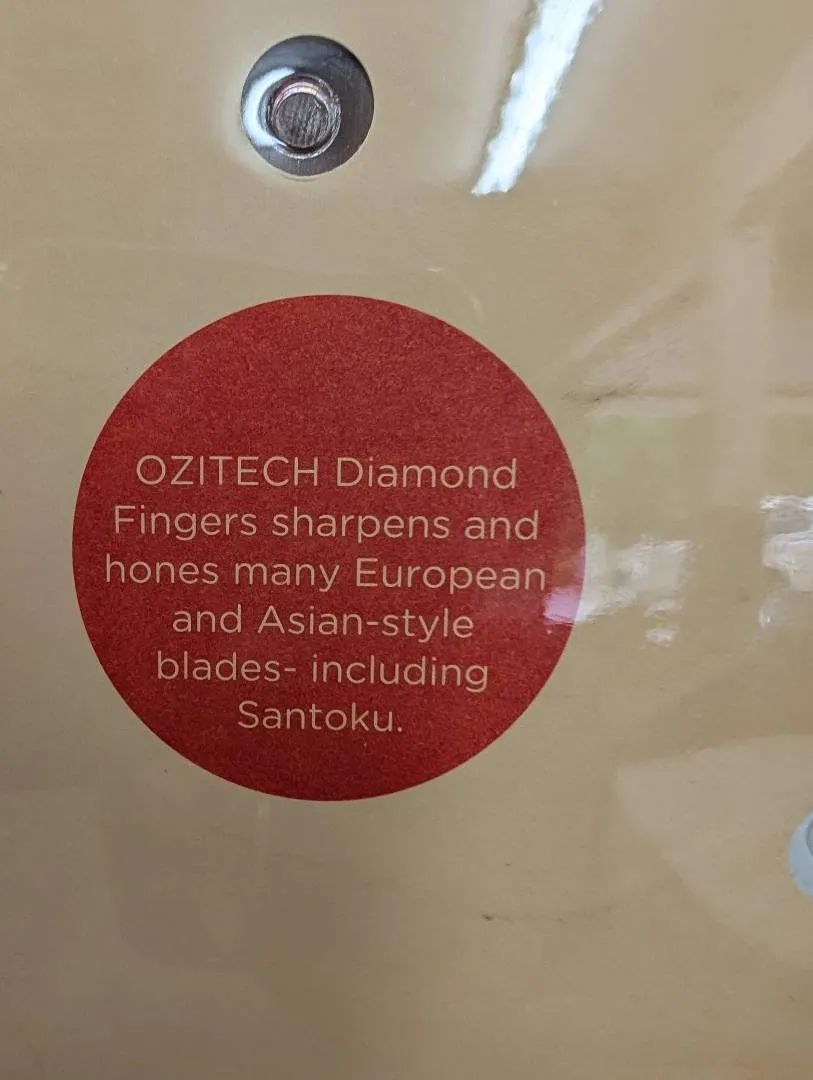 OZITECH Diamond
Fingers sharpens and
hones many European
and Asian-style
blades- including
Santoku.